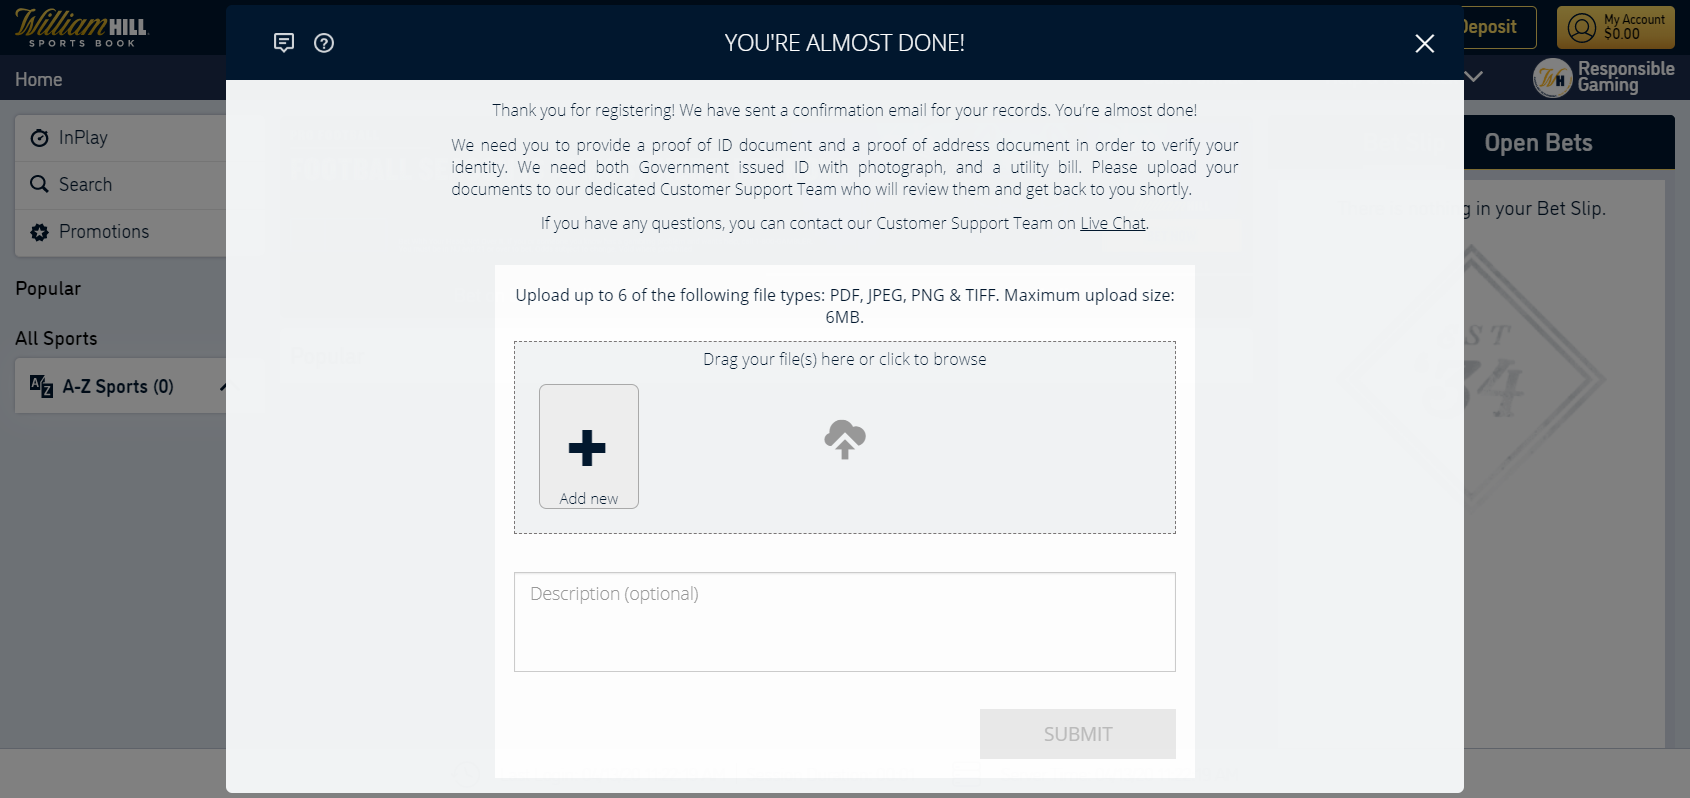 William HILL
SPORTS BOOK
YOU'RE ALMOST DONE!
Deposit
My Account
$0.00
Home
Responsible
Gaming
InPlay
Search
Promotions
Popular
All Sports
A-Z Sports (0)
Thank you for registering! We have sent a confirmation email for your records. You’re almost done!
We need you to provide a proof of ID document and a proof of address document in order to verify your
identity. We need both Government issued ID with photograph, and a utility bill. Please upload your
documents to our dedicated Customer Support Team who will review them and get back to you shortly.
If you have any questions, you can contact our Customer Support Team on Live Chat.
Upload up to 6 of the following file types: PDF, JPEG, PNG & TIFF. Maximum upload size:
6MB.
Drag your file(s) here or click to browse
Add new
Description (optional)
SUBMIT
Open Bets
in your Bet Slip.